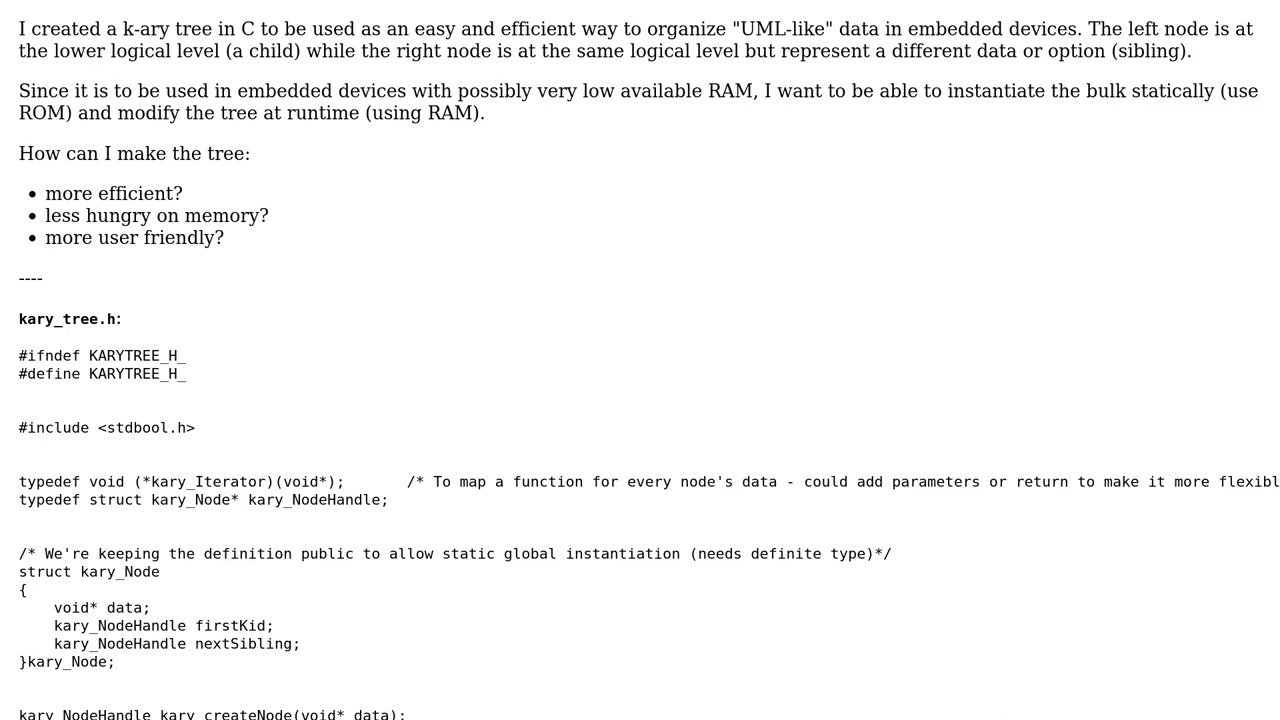 I created a k-ary tree in C to be used as an easy and efficient way to organize "UML-like" data in embedded devices. The left node is at
the lower logical level (a child) while the right node is at the same logical level but represent a different data or option (sibling).
Since it is to be used in embedded devices with possibly very low available RAM, I want to be able to instantiate the bulk statically (use
ROM) and modify the tree at runtime (using RAM).
How can I make the tree:
• more efficient?
• less hungry on memory?
• more user friendly?
----
kary_tree.h:
#ifndef KARYTREE_H_
#define KARYTREE_H_
#include <stdbool.h>
typedef void (*kary_Iterator)(void*);       /* To map a function for every node's data - could add parameters or return to make it more flexibl
typedef struct kary_Node* kary_NodeHandle;
/* We're keeping the definition public to allow static global instantiation (needs definite type)*/
struct kary_Node
{
    void* data;
    kary_NodeHandle firstKid;
    kary_NodeHandle nextSibling;
}kary_Node;
kary_NodeHandle kary_createNode(void* data);